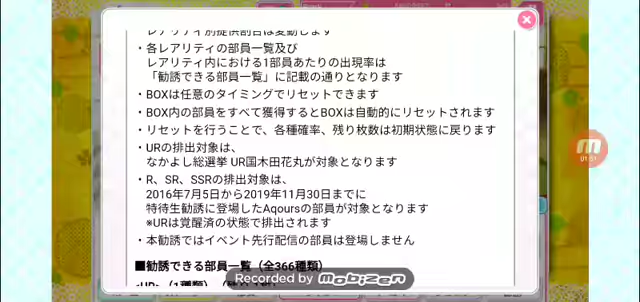 レアリティ別提供割合は変動します
・各レアリティの部員一覧及び
レアリティ内における1部員あたりの出現率は
「勧誘できる部員一覧」に記載の通りとなります
・BOXは任意のタイミングでリセットできます
・BOX内の部員をすべて獲得するとBOXは自動的にリセットされます
・リセットを行うことで、各種確率、残り枚数は初期状態に戻ります
・URの排出対象は、
なかよし総選挙 UR国木田花丸が対象となります
・R、SR、SSRの排出対象は、
2016年7月5日から2019年11月30日までに
特待生勧誘に登場したAqoursの部員が対象となります
※URは覚醒済の状態で排出されます
・本勧誘ではイベント先行配信の部員は登場しません
■勧誘できる部員一覧（全366種類）
Recorded by mobizen
01:51